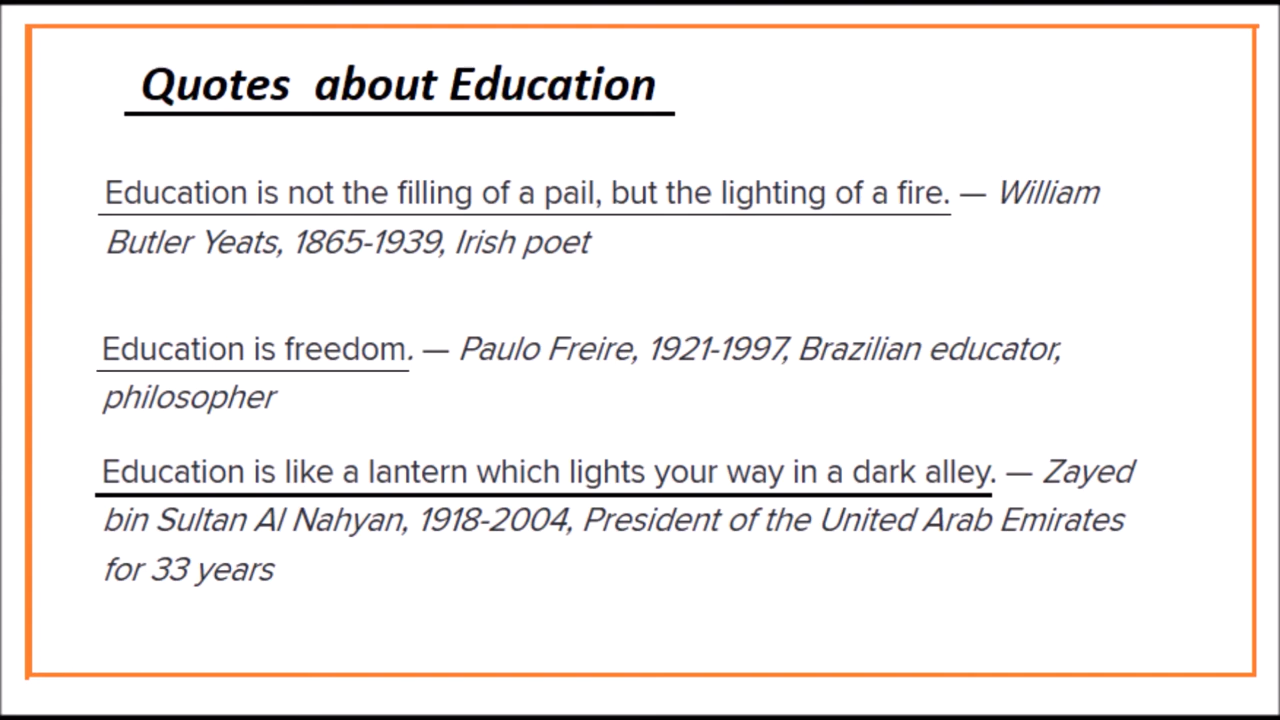 Quotes about Education
Education is not the filling of a pail, but the lighting of a fire. — William
Butler Yeats, 1865-1939, Irish poet
Education is freedom. — Paulo Freire, 1921-1997, Brazilian educator,
philosopher
Education is like a lantern which lights your way in a dark alley. — Zayed
bin Sultan Al Nahyan, 1918-2004, President of the United Arab Emirates
for 33 years